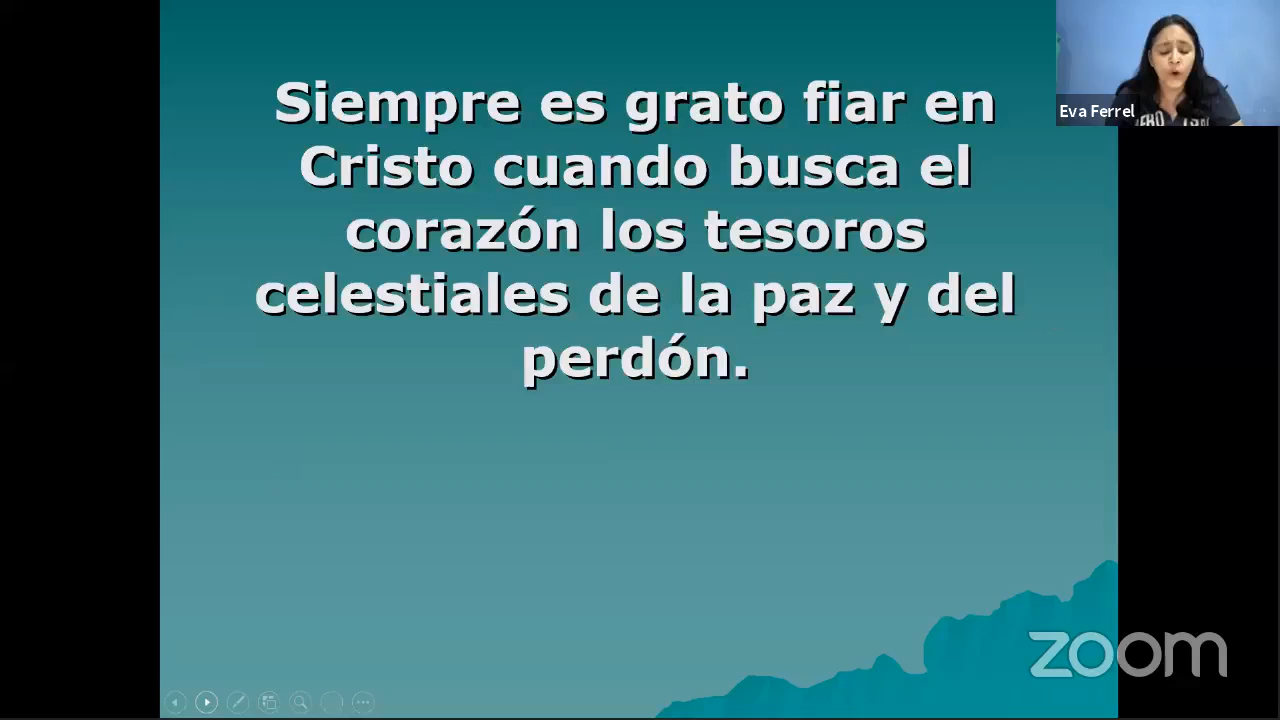 Siempre es grato fiar en
Cristo cuando busca el
corazón los tesoros
celestiales de la paz y del
perdón.
Eva Ferrel
zoom